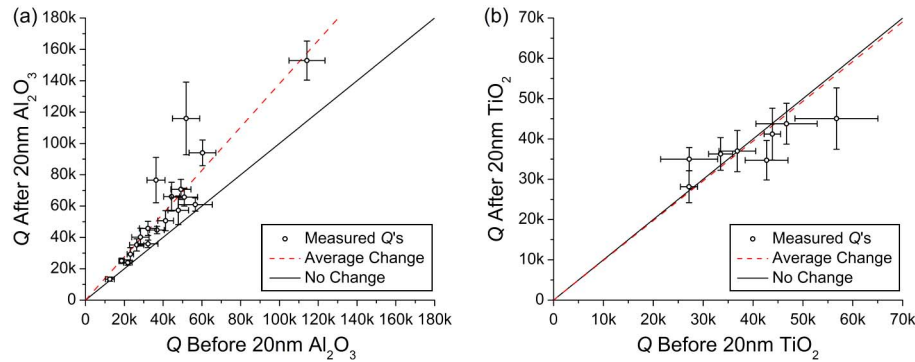 (a)
180k
160k
140k
120k
100k
80k
60k
40k
20k
0
0 20k 40k 60k 80k 100k 120k 140k 160k 180k
Q After 20nm Al₂O₃
Q Before 20nm Al₂O₃
Measured Q's
Average Change
No Change
(b)
70k
60k
50k
40k
30k
20k
10k
0
0 10k 20k 30k 40k 50k 60k 70k
Q After 20nm TiO₂
Q Before 20nm TiO₂
Measured Q's
Average Change
No Change